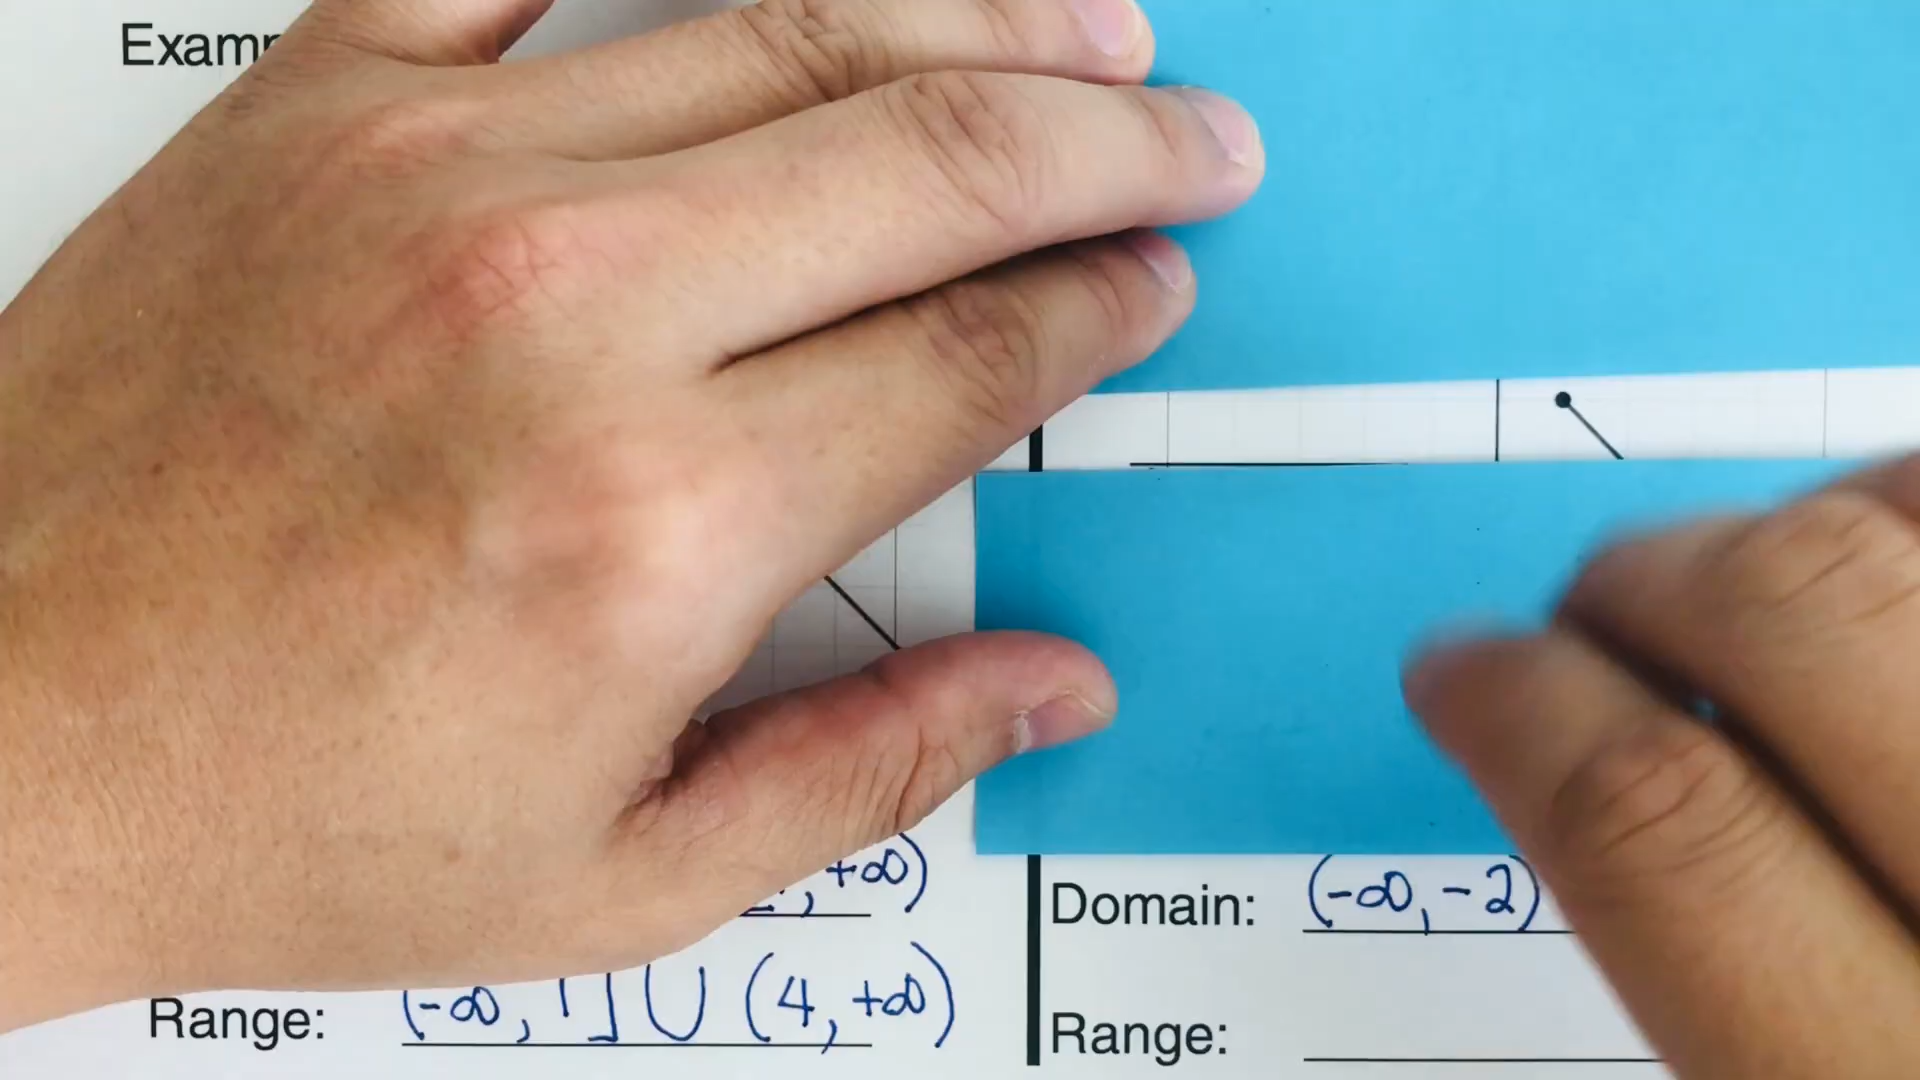 Examp
, +∞)
Range: (-∞, 1] ∪ (4, +∞)
Domain: (-∞, -2)
Range: